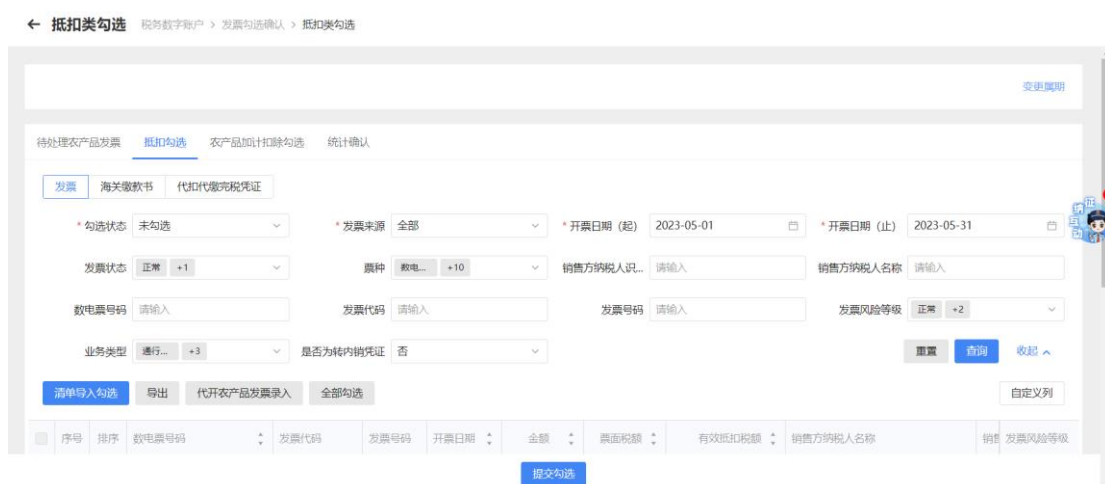 ← 抵扣类勾选 税务数字账户 > 发票勾选确认 > 抵扣类勾选
变更属期
待处理农产品发票 抵扣勾选 农产品加计扣除勾选 统计确认
发票 海关缴款书 代扣代缴完税凭证
* 勾选状态 未勾选 * 发票来源 全部 * 开票日期（起） 2023-05-01 * 开票日期（止） 2023-05-31
发票状态 正常 +1 票种 数电... +10 销售方纳税人识... 请输入 销售方纳税人名称 请输入
数电票号码 请输入 发票代码 请输入 发票号码 请输入 发票风险等级 正常 +2
业务类型 通行... +3 是否为转内销凭证 否 重置 查询 收起
清单导入勾选 导出 代开农产品发票录入 全部勾选 自定义列
序号 排序 数电票号码 发票代码 发票号码 开票日期 金额 票面税额 有效抵扣税额 销售方纳税人名称 销售 发票风险等级
提交勾选
征纳互动